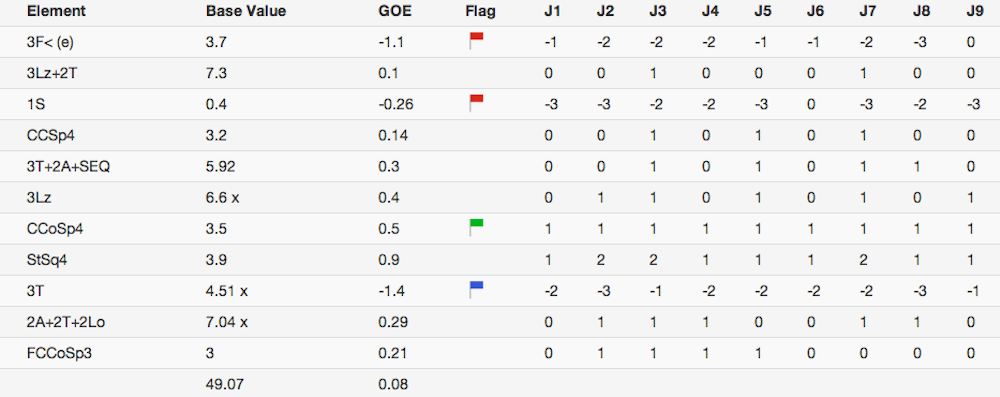 Element Base Value GOE Flag J1 J2 J3 J4 J5 J6 J7 J8 J9
3F< (e) 3.7 -1.1 -1 -2 -2 -2 -1 -1 -2 -3 0
3Lz+2T 7.3 0.1 0 0 1 0 0 0 1 0 0
1S 0.4 -0.26 -3 -3 -2 -2 -3 0 -3 -2 -3
CCSp4 3.2 0.14 0 0 1 0 1 0 1 0 0
3T+2A+SEQ 5.92 0.3 0 0 1 0 1 0 1 1 0
3Lz 6.6 x 0.4 0 1 1 0 1 0 1 0 1
CCoSp4 3.5 0.5 1 1 1 1 1 1 1 1 1
StSq4 3.9 0.9 1 2 2 1 1 1 2 1 1
3T 4.51 x -1.4 -2 -3 -1 -2 -2 -2 -2 -3 -1
2A+2T+2Lo 7.04 x 0.29 0 1 1 1 0 0 1 1 0
FCCoSp3 3 0.21 0 1 1 1 1 0 0 0 0
49.07 0.08